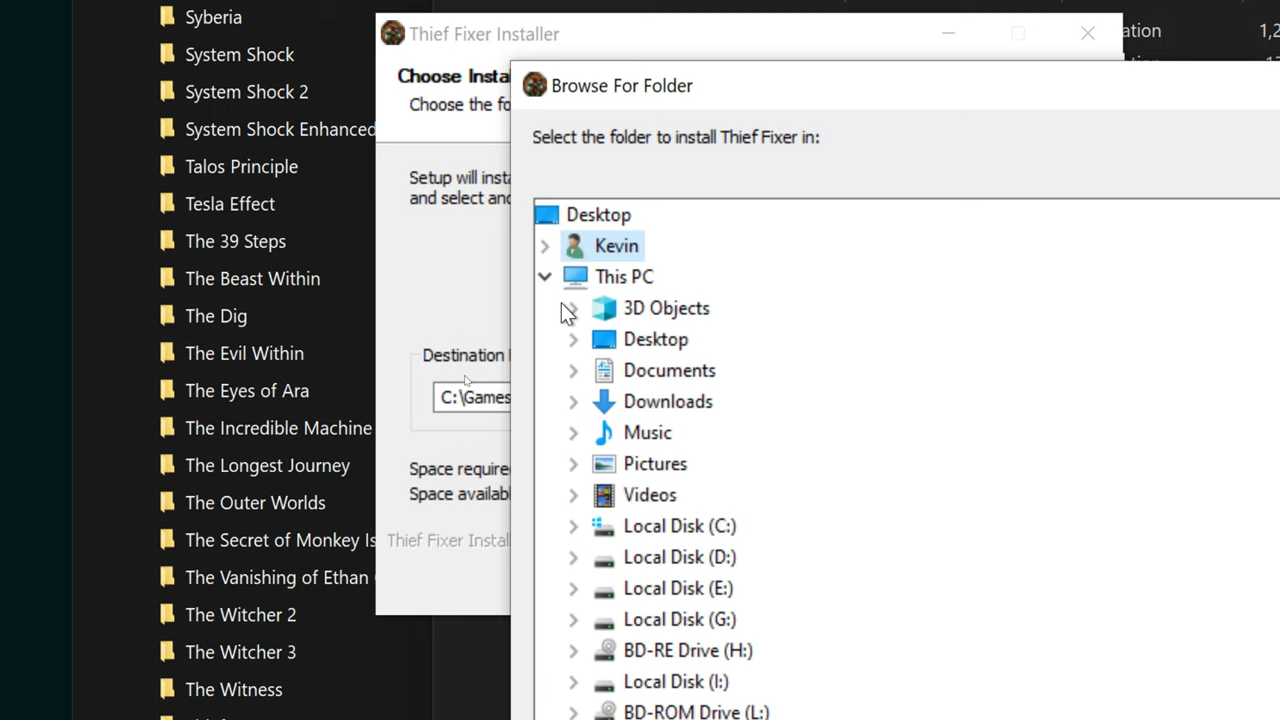 Syberia
System Shock
System Shock 2
System Shock Enhanced
Talos Principle
Tesla Effect
The 39 Steps
The Beast Within
The Dig
The Evil Within
The Eyes of Ara
The Incredible Machine
The Longest Journey
The Outer Worlds
The Secret of Monkey Is
The Vanishing of Ethan
The Witcher 2
The Witcher 3
The Witness
Thief Fixer Installer
Choose Insta
Choose the fo
Setup will insta
and select ano
Destination
C:\Games
Space require
Space availabl
Thief Fixer Install
ation
1,2
Browse For Folder
Select the folder to install Thief Fixer in:
Desktop
Kevin
This PC
3D Objects
Desktop
Documents
Downloads
Music
Pictures
Videos
Local Disk (C:)
Local Disk (D:)
Local Disk (E:)
Local Disk (G:)
BD-RE Drive (H:)
Local Disk (I:)
BD-ROM Drive (L:)